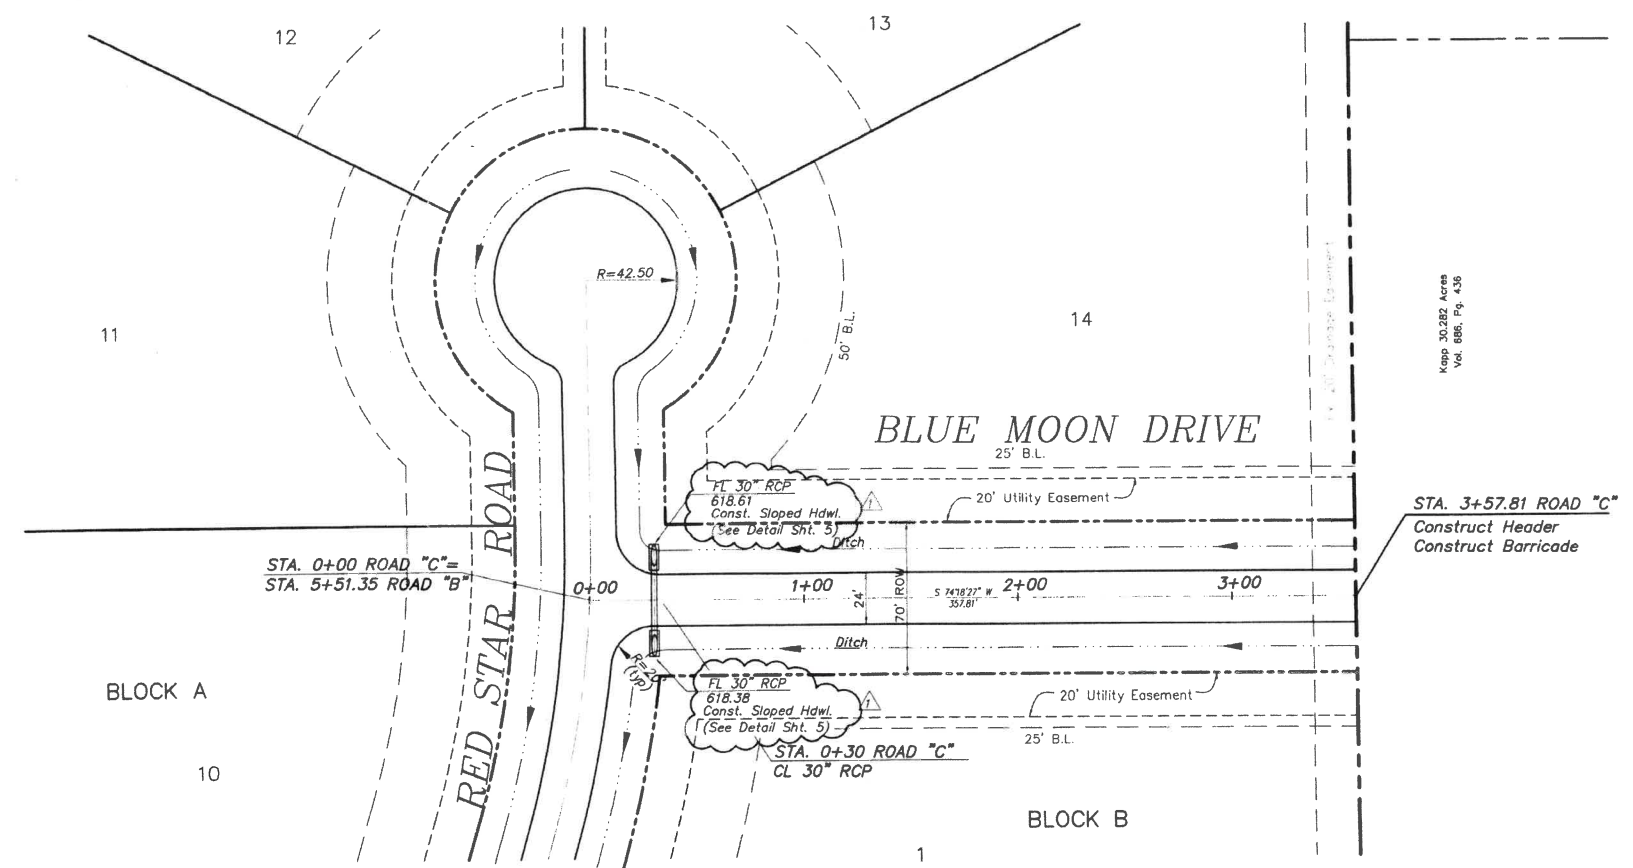 12
13
R=42.50
11
14
50' B.L.
Kapp 30.282 Acres
Vol. 686, Pg. 436
Drainage Easement
BLUE MOON DRIVE
25' B.L.
20' Utility Easement
FL 30" RCP
618.61
Const. Sloped Hdwl.
(See Detail Sht. 5)
1
Ditch
STA. 3+57.81 ROAD "C"
Construct Header
Construct Barricade
STA. 0+00 ROAD "C"=
STA. 5+51.35 ROAD "B"
0+00
1+00
2+00
3+00
24'
70' ROW
S 74°18'27" W
357.81'
Ditch
(typ)
RED STAR ROAD
BLOCK A
FL 30" RCP
618.38
Const. Sloped Hdwl.
(See Detail Sht. 5)
1
20' Utility Easement
25' B.L.
STA. 0+30 ROAD "C"
CL 30" RCP
10
BLOCK B
1